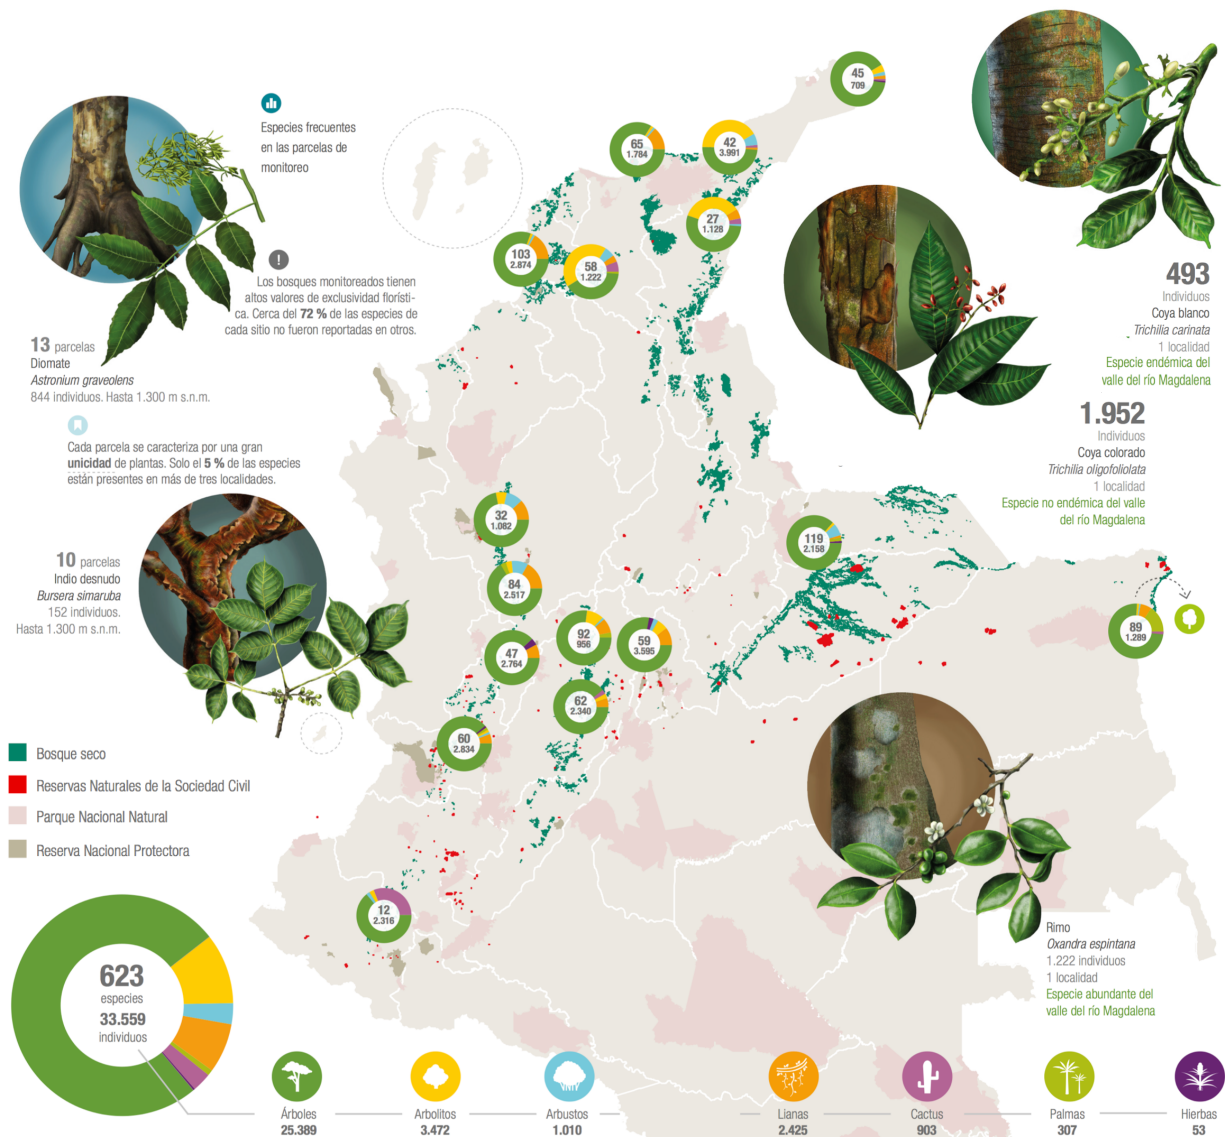 45
709
65
1.784
42
3.991
27
1.128
103
2.874
58
1.222
Especies frecuentes
en las parcelas de
monitoreo
!
Los bosques monitoreados tienen
altos valores de exclusividad florísti-
ca. Cerca del 72 % de las especies de
cada sitio no fueron reportadas en otros.
13 parcelas
Diomate
Astronium graveolens
844 individuos. Hasta 1.300 m s.n.m.
Cada parcela se caracteriza por una gran
unicidad de plantas. Solo el 5 % de las especies
están presentes en más de tres localidades.
10 parcelas
Indio desnudo
Bursera simaruba
152 individuos.
Hasta 1.300 m s.n.m.
493
Individuos
Coya blanco
Trichilia carinata
1 localidad
Especie endémica del
valle del río Magdalena
1.952
Individuos
Coya colorado
Trichilia oligofoliolata
1 localidad
Especie no endémica del valle
del río Magdalena
32
1.082
119
2.158
84
2.517
92
956
59
3.595
47
2.764
89
1.289
62
2.340
60
2.834
12
2.316
Bosque seco
Reservas Naturales de la Sociedad Civil
Parque Nacional Natural
Reserva Nacional Protectora
Rimo
Oxandra espintana
1.222 individuos
1 localidad
Especie abundante del
valle del río Magdalena
623
especies
33.559
individuos
Árboles
25.389
Arbolitos
3.472
Arbustos
1.010
Lianas
2.425
Cactus
903
Palmas
307
Hierbas
53